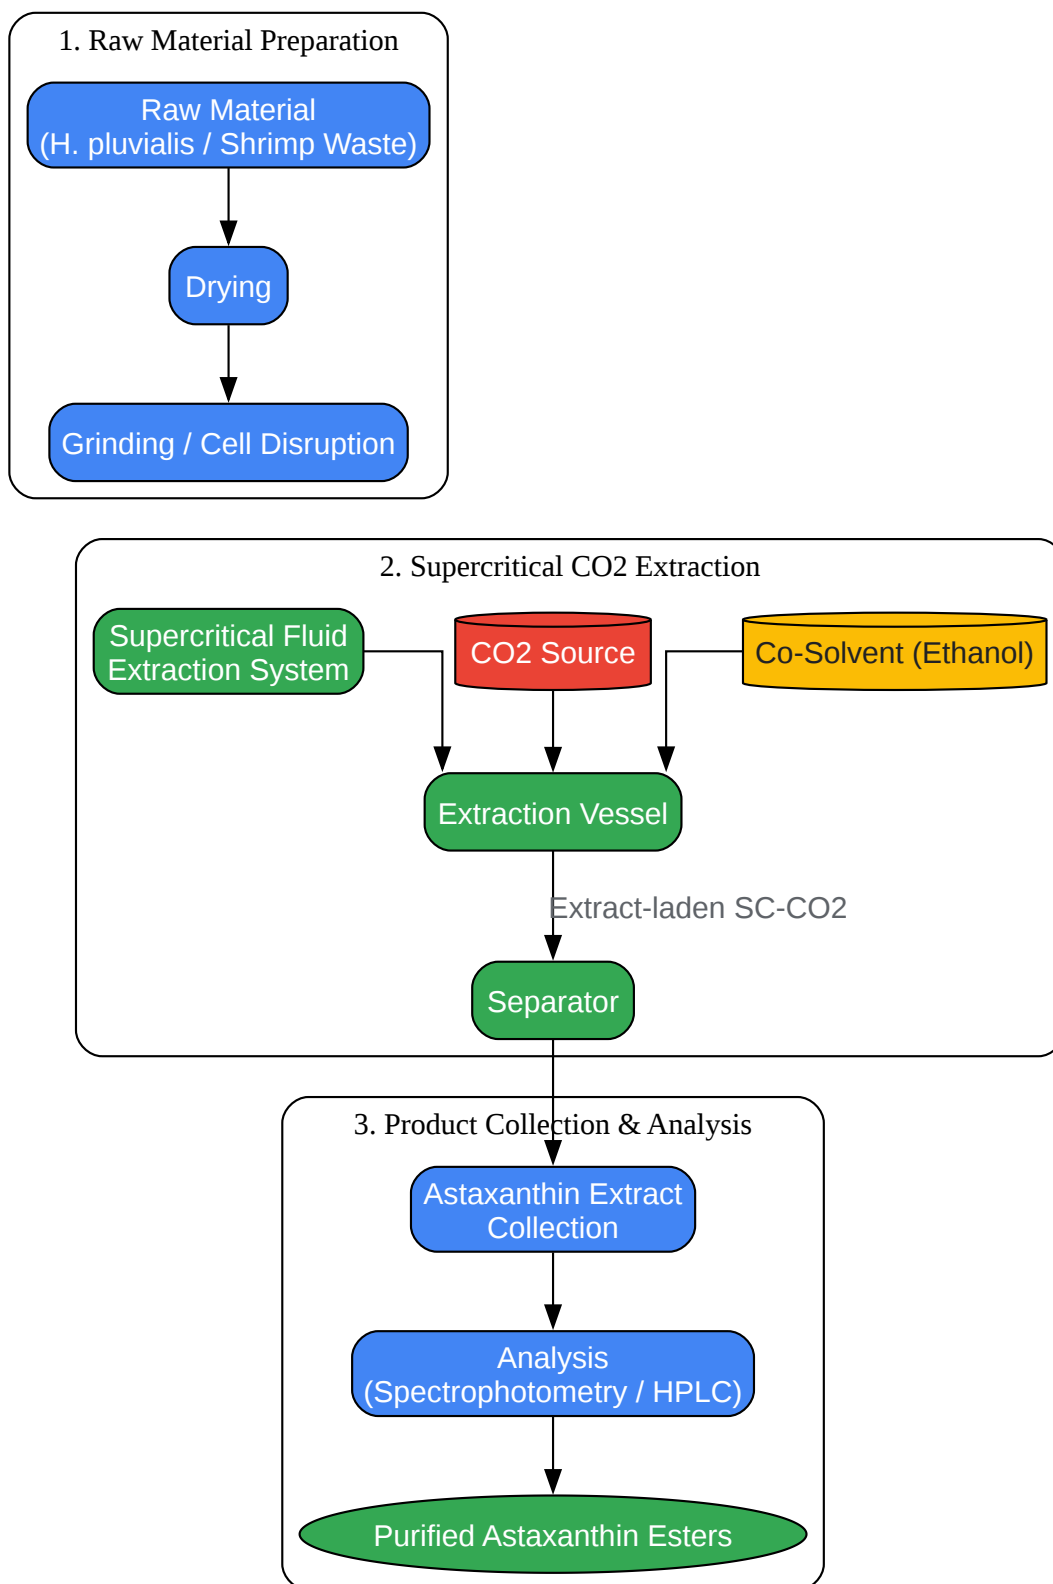 1. Raw Material Preparation
Raw Material
(H. pluvialis / Shrimp Waste)
Drying
Grinding / Cell Disruption
2. Supercritical CO2 Extraction
Supercritical Fluid
Extraction System
CO2 Source
Co-Solvent (Ethanol)
Extraction Vessel
Extract-laden SC-CO2
Separator
3. Product Collection & Analysis
Astaxanthin Extract
Collection
Analysis
(Spectrophotometry / HPLC)
Purified Astaxanthin Esters